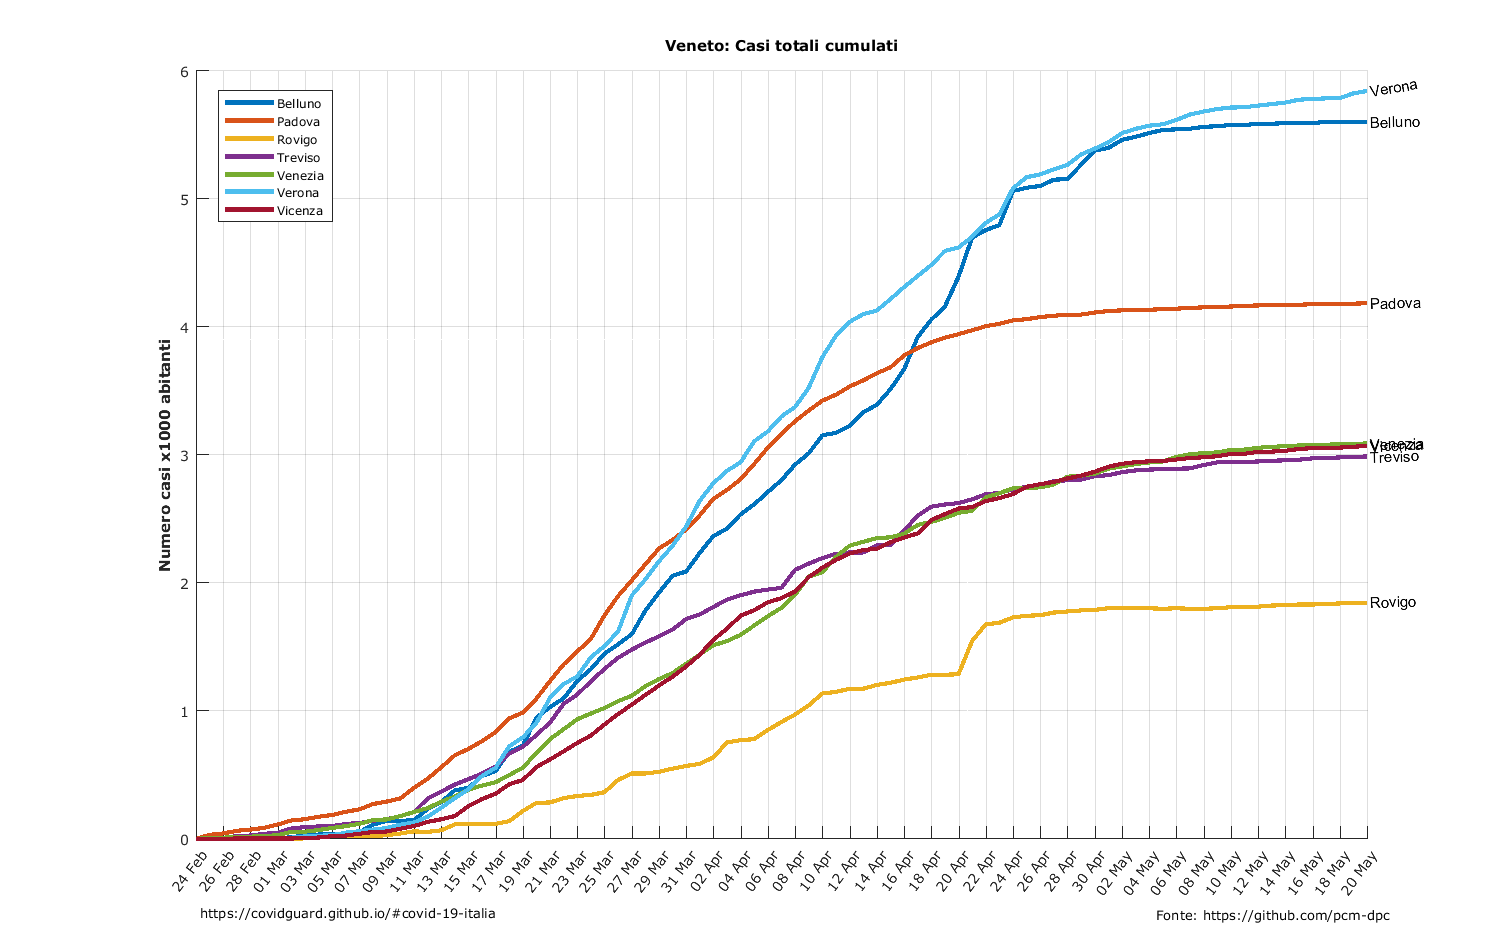 Veneto: Casi totali cumulati
Numero casi x1000 abitanti
6
5
4
3
2
1
0
Belluno
Padova
Rovigo
Treviso
Venezia
Verona
Vicenza
Verona
Belluno
Padova
Venezia
Vicenza
Treviso
Rovigo
24 Feb
26 Feb
28 Feb
01 Mar
03 Mar
05 Mar
07 Mar
09 Mar
11 Mar
13 Mar
15 Mar
17 Mar
19 Mar
21 Mar
23 Mar
25 Mar
27 Mar
29 Mar
31 Mar
02 Apr
04 Apr
06 Apr
08 Apr
10 Apr
12 Apr
14 Apr
16 Apr
18 Apr
20 Apr
22 Apr
24 Apr
26 Apr
28 Apr
30 Apr
02 May
04 May
06 May
08 May
10 May
12 May
14 May
16 May
18 May
20 May
https://covidguard.github.io/#covid-19-italia
Fonte: https://github.com/pcm-dpc